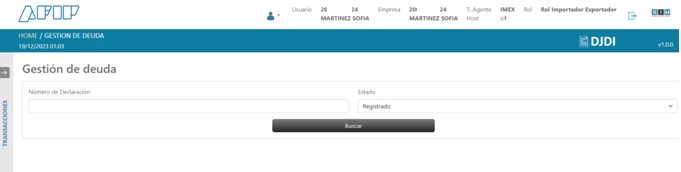 AFIP
Usuario 20 24 Empresa 20 24 T. Agente IMEX Rol Rol Importador Exportador
MARTINEZ SOFIA MARTINEZ SOFIA Host
HOME / GESTION DE DEUDA
19/12/2023 01:03
DJDI
v1.0.0
Gestión de deuda
TRANSACCIONES
Número de Declaración Estado
Registrado
Buscar